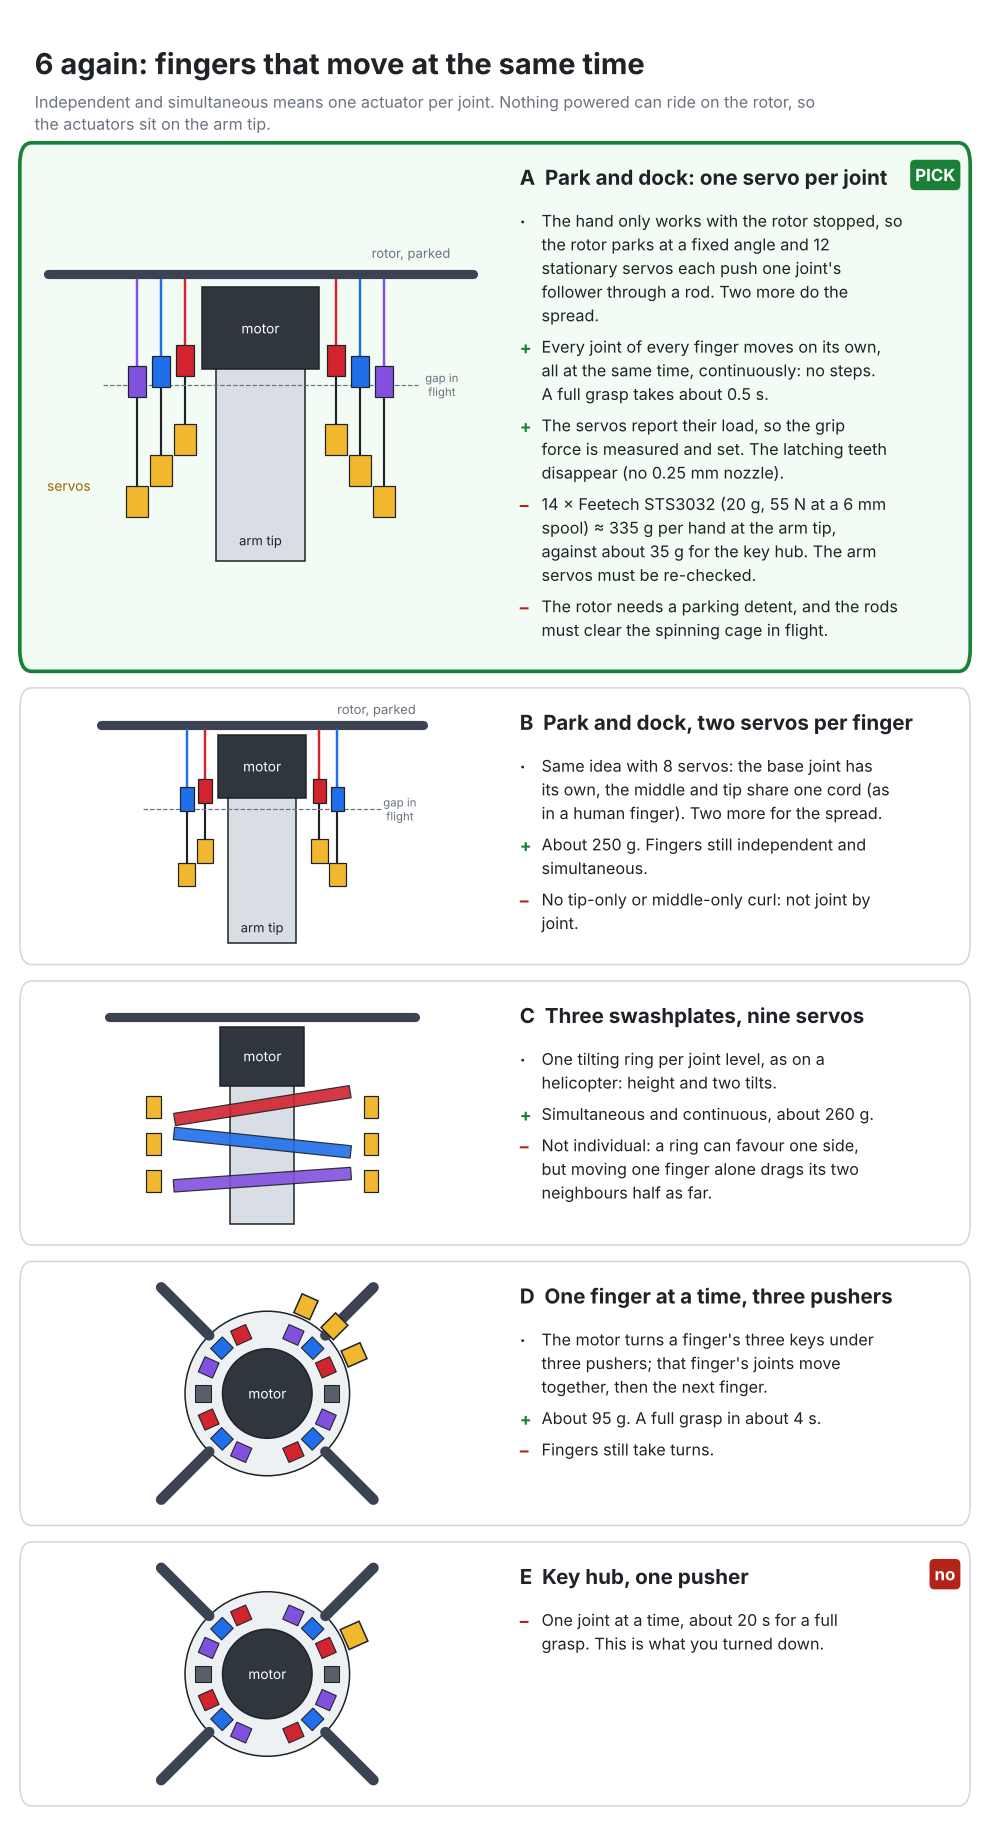 6 again: fingers that move at the same time
Independent and simultaneous means one actuator per joint. Nothing powered can ride on the rotor, so
the actuators sit on the arm tip.
A Park and dock: one servo per joint
PICK
· The hand only works with the rotor stopped, so
the rotor parks at a fixed angle and 12
stationary servos each push one joint's
follower through a rod. Two more do the
spread.
+ Every joint of every finger moves on its own,
all at the same time, continuously: no steps.
A full grasp takes about 0.5 s.
+ The servos report their load, so the grip
force is measured and set. The latching teeth
disappear (no 0.25 mm nozzle).
– 14 × Feetech STS3032 (20 g, 55 N at a 6 mm
spool) ≈ 335 g per hand at the arm tip,
against about 35 g for the key hub. The arm
servos must be re-checked.
– The rotor needs a parking detent, and the rods
must clear the spinning cage in flight.
rotor, parked
motor
gap in
flight
servos
arm tip
B Park and dock, two servos per finger
· Same idea with 8 servos: the base joint has
its own, the middle and tip share one cord (as
in a human finger). Two more for the spread.
+ About 250 g. Fingers still independent and
simultaneous.
– No tip-only or middle-only curl: not joint by
joint.
rotor, parked
motor
gap in
flight
arm tip
C Three swashplates, nine servos
· One tilting ring per joint level, as on a
helicopter: height and two tilts.
+ Simultaneous and continuous, about 260 g.
– Not individual: a ring can favour one side,
but moving one finger alone drags its two
neighbours half as far.
motor
D One finger at a time, three pushers
· The motor turns a finger's three keys under
three pushers; that finger's joints move
together, then the next finger.
+ About 95 g. A full grasp in about 4 s.
– Fingers still take turns.
motor
E Key hub, one pusher
no
– One joint at a time, about 20 s for a full
grasp. This is what you turned down.
motor